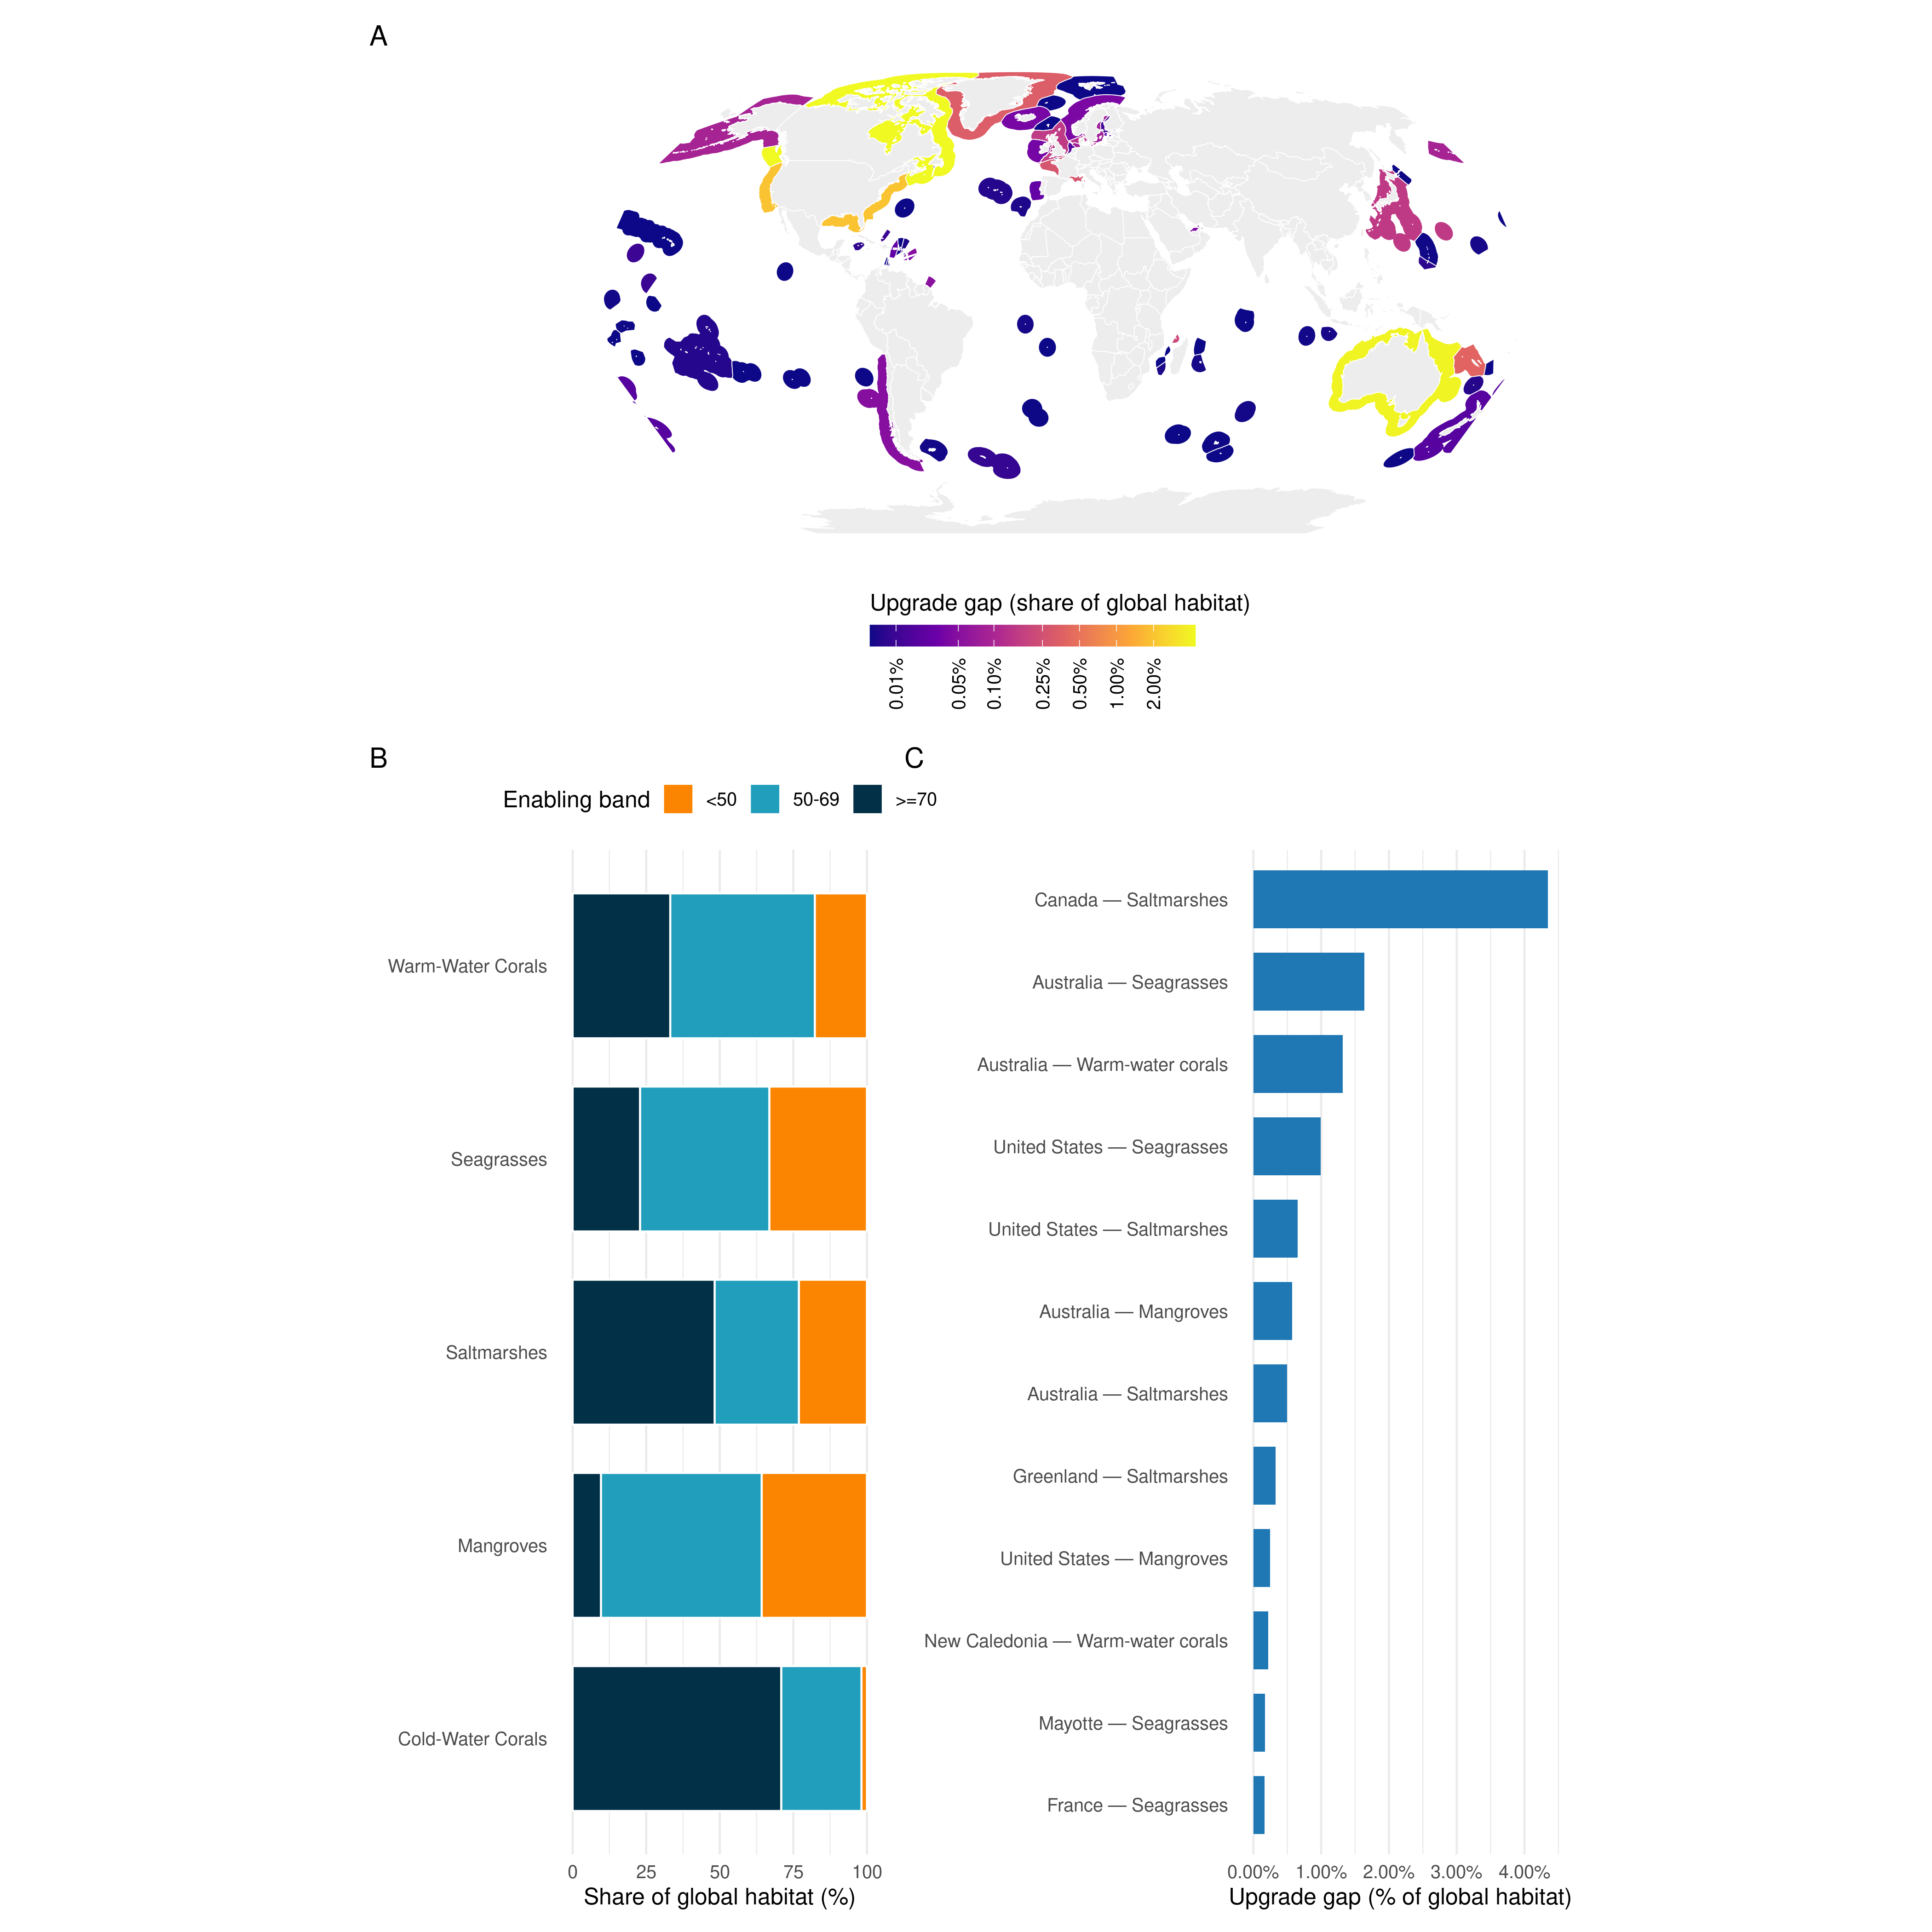 A
Upgrade gap (share of global habitat)
0.01%
0.05%
0.10%
0.25%
0.50%
1.00%
2.00%
B
Enabling band <50 50-69 >=70
Warm-Water Corals
Seagrasses
Saltmarshes
Mangroves
Cold-Water Corals
0 25 50 75 100
Share of global habitat (%)
C
Canada — Saltmarshes
Australia — Seagrasses
Australia — Warm-water corals
United States — Seagrasses
United States — Saltmarshes
Australia — Mangroves
Australia — Saltmarshes
Greenland — Saltmarshes
United States — Mangroves
New Caledonia — Warm-water corals
Mayotte — Seagrasses
France — Seagrasses
0.00% 1.00% 2.00% 3.00% 4.00%
Upgrade gap (% of global habitat)